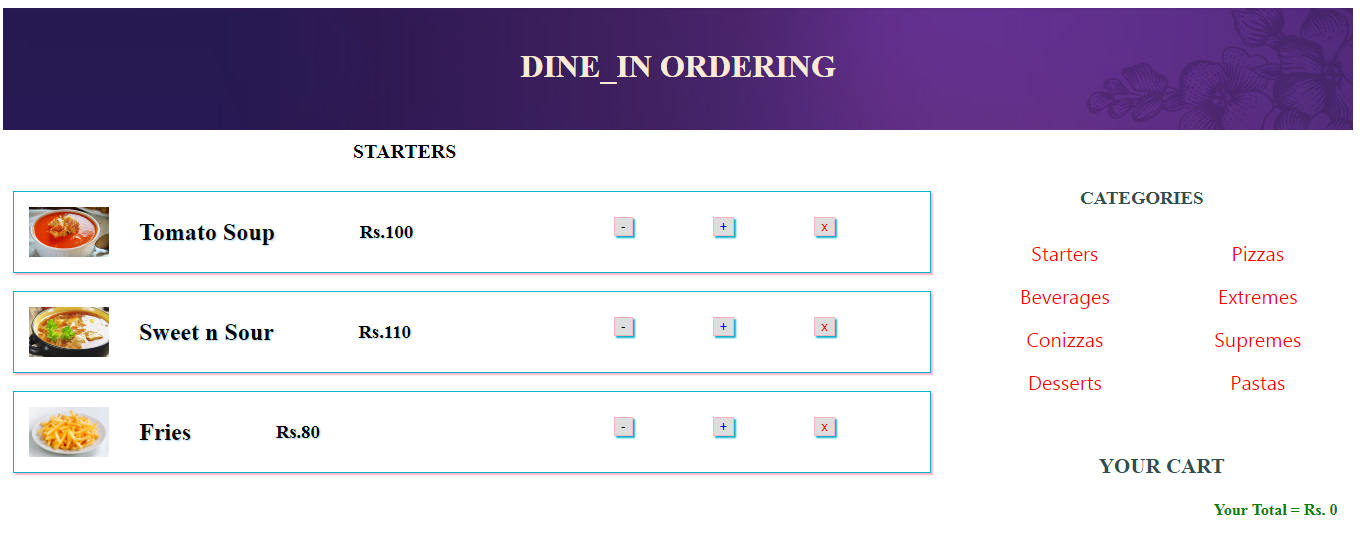 DINE_IN ORDERING
STARTERS
Tomato Soup Rs.100 - + x
Sweet n Sour Rs.110 - + x
Fries Rs.80 - + x
CATEGORIES
Starters Pizzas
Beverages Extremes
Conizzas Supremes
Desserts Pastas
YOUR CART
Your Total = Rs. 0